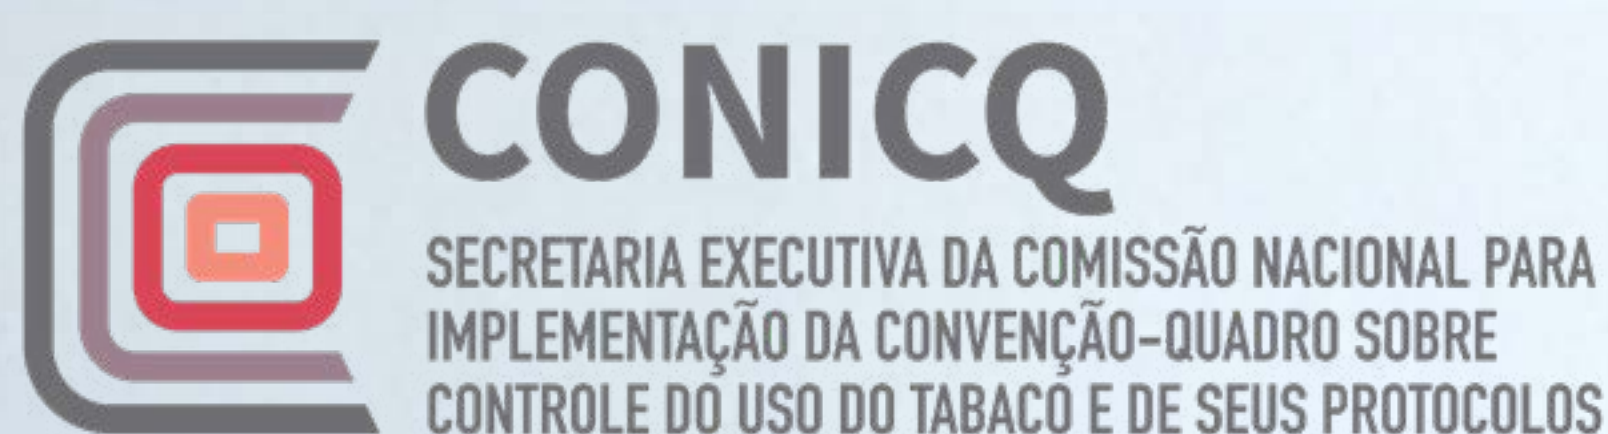 CONICQ
SECRETARIA EXECUTIVA DA COMISSÃO NACIONAL PARA
IMPLEMENTAÇÃO DA CONVENÇÃO-QUADRO SOBRE
CONTROLE DO USO DO TABACO E DE SEUS PROTOCOLOS